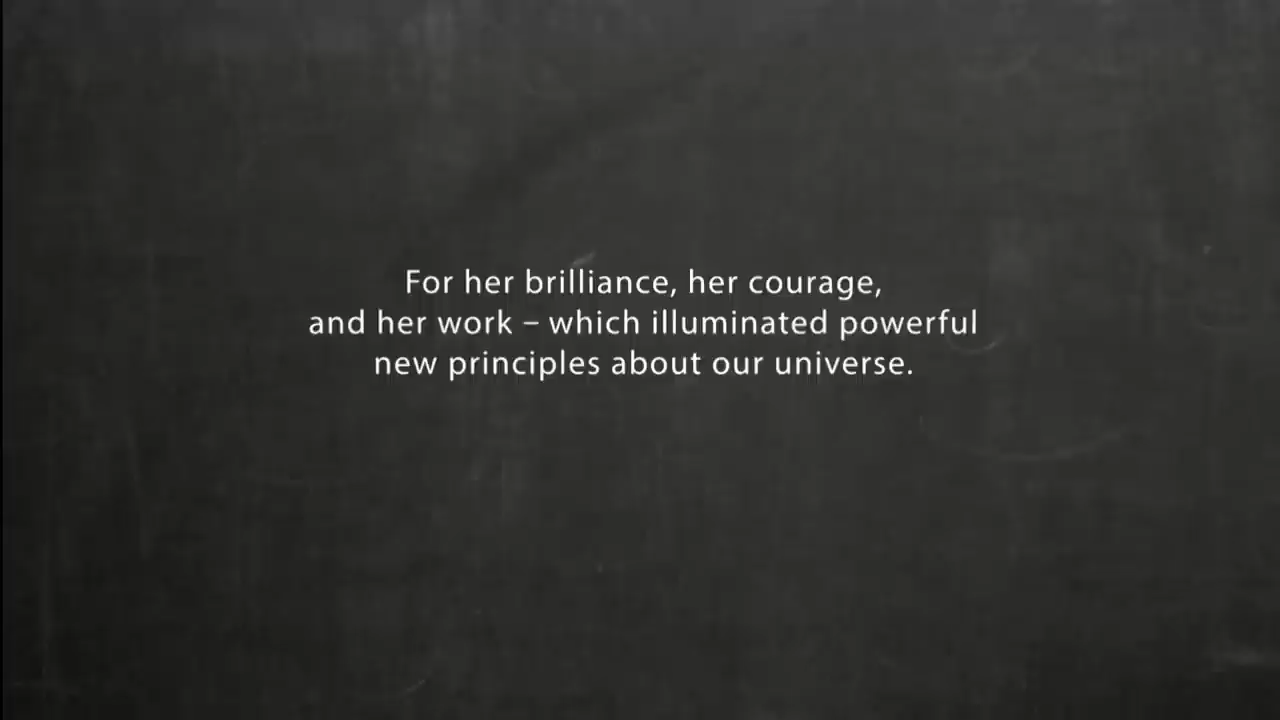 For her brilliance, her courage,
and her work – which illuminated powerful
new principles about our universe.